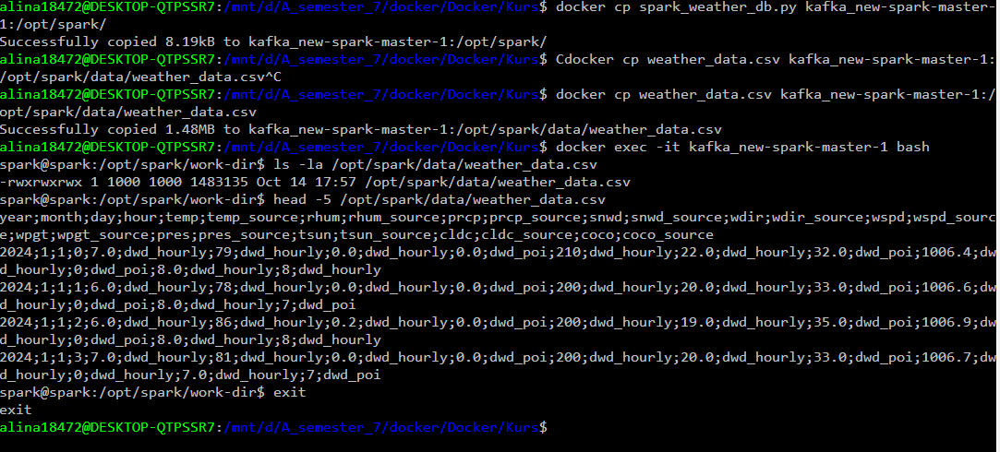 alina18472@DESKTOP-QTPSSR7:/mnt/d/A_semester_7/docker/Docker/Kurs$ docker cp spark_weather_db.py kafka_new-spark-master-
1:/opt/spark/
Successfully copied 8.19kB to kafka_new-spark-master-1:/opt/spark/
alina18472@DESKTOP-QTPSSR7:/mnt/d/A_semester_7/docker/Docker/Kurs$ Cdocker cp weather_data.csv kafka_new-spark-master-1:
/opt/spark/data/weather_data.csv^C
alina18472@DESKTOP-QTPSSR7:/mnt/d/A_semester_7/docker/Docker/Kurs$ docker cp weather_data.csv kafka_new-spark-master-1:/
opt/spark/data/weather_data.csv
Successfully copied 1.48MB to kafka_new-spark-master-1:/opt/spark/data/weather_data.csv
alina18472@DESKTOP-QTPSSR7:/mnt/d/A_semester_7/docker/Docker/Kurs$ docker exec -it kafka_new-spark-master-1 bash
spark@spark:/opt/spark/work-dir$ ls -la /opt/spark/data/weather_data.csv
-rwxrwxrwx 1 1000 1000 1483135 Oct 14 17:57 /opt/spark/data/weather_data.csv
spark@spark:/opt/spark/work-dir$ head -5 /opt/spark/data/weather_data.csv
year;month;day;hour;temp;temp_source;rhum;rhum_source;prcp;prcp_source;snwd;snwd_source;wdir;wdir_source;wspd;wspd_sourc
e;wpgt;wpgt_source;pres;pres_source;tsun;tsun_source;cldc;cldc_source;coco;coco_source
2024;1;1;0;7.0;dwd_hourly;79;dwd_hourly;0.0;dwd_hourly;0.0;dwd_poi;210;dwd_hourly;22.0;dwd_hourly;32.0;dwd_poi;1006.4;dw
d_hourly;0;dwd_poi;8.0;dwd_hourly;8;dwd_hourly
2024;1;1;1;6.0;dwd_hourly;78;dwd_hourly;0.0;dwd_hourly;0.0;dwd_poi;200;dwd_hourly;20.0;dwd_hourly;33.0;dwd_poi;1006.6;dw
d_hourly;0;dwd_poi;8.0;dwd_hourly;7;dwd_poi
2024;1;1;2;6.0;dwd_hourly;86;dwd_hourly;0.2;dwd_hourly;0.0;dwd_poi;200;dwd_hourly;19.0;dwd_hourly;35.0;dwd_poi;1006.9;dw
d_hourly;0;dwd_poi;8.0;dwd_hourly;8;dwd_hourly
2024;1;1;3;7.0;dwd_hourly;81;dwd_hourly;0.0;dwd_hourly;0.0;dwd_poi;200;dwd_hourly;20.0;dwd_hourly;33.0;dwd_poi;1006.7;dw
d_hourly;0;dwd_hourly;7.0;dwd_hourly;7;dwd_poi
spark@spark:/opt/spark/work-dir$ exit
exit
alina18472@DESKTOP-QTPSSR7:/mnt/d/A_semester_7/docker/Docker/Kurs$